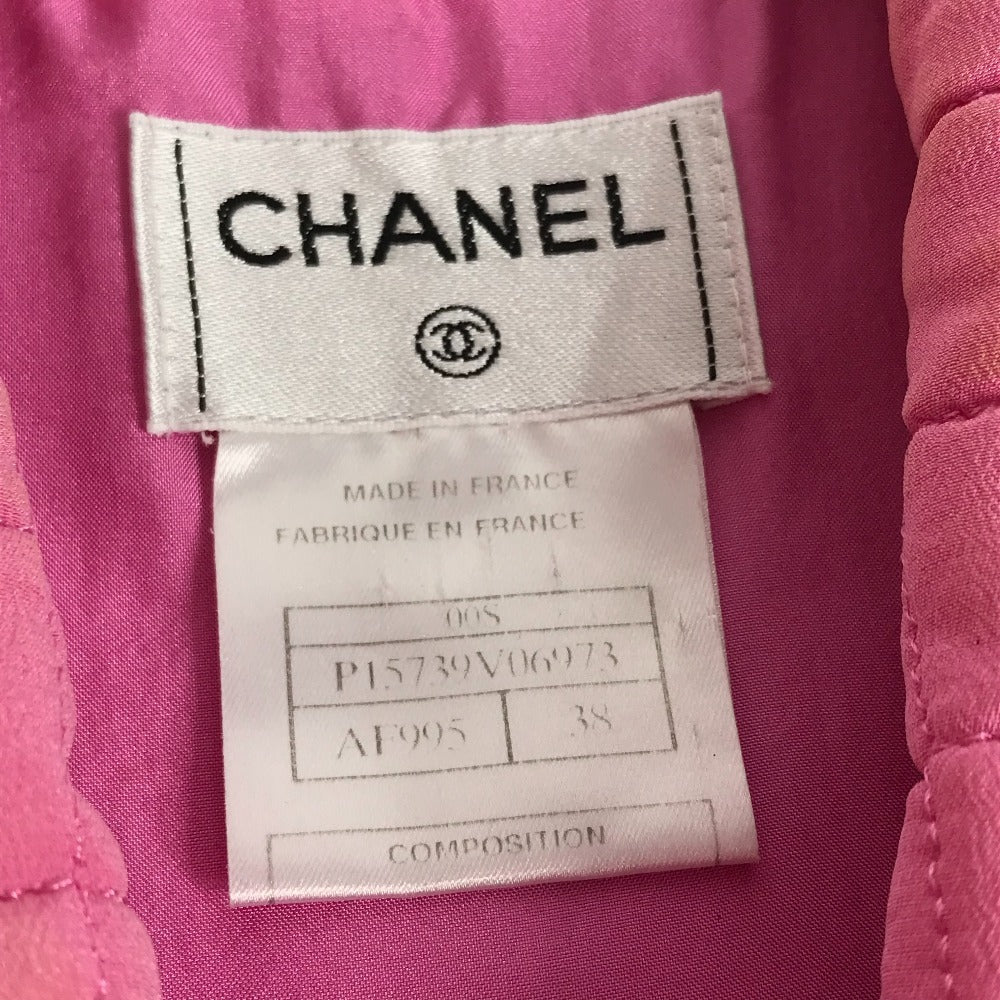 CHANEL
MADE IN FRANCE
FABRIQUE EN FRANCE
00S
P15739V06973
AF995 38
COMPOSITION